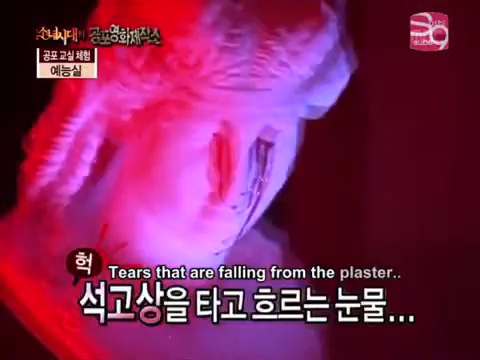 소녀시대의 공포영화제작소
공포 교실 체험
예능실
헉
Tears that are falling from the plaster..
석고상을 타고 흐르는 눈물...